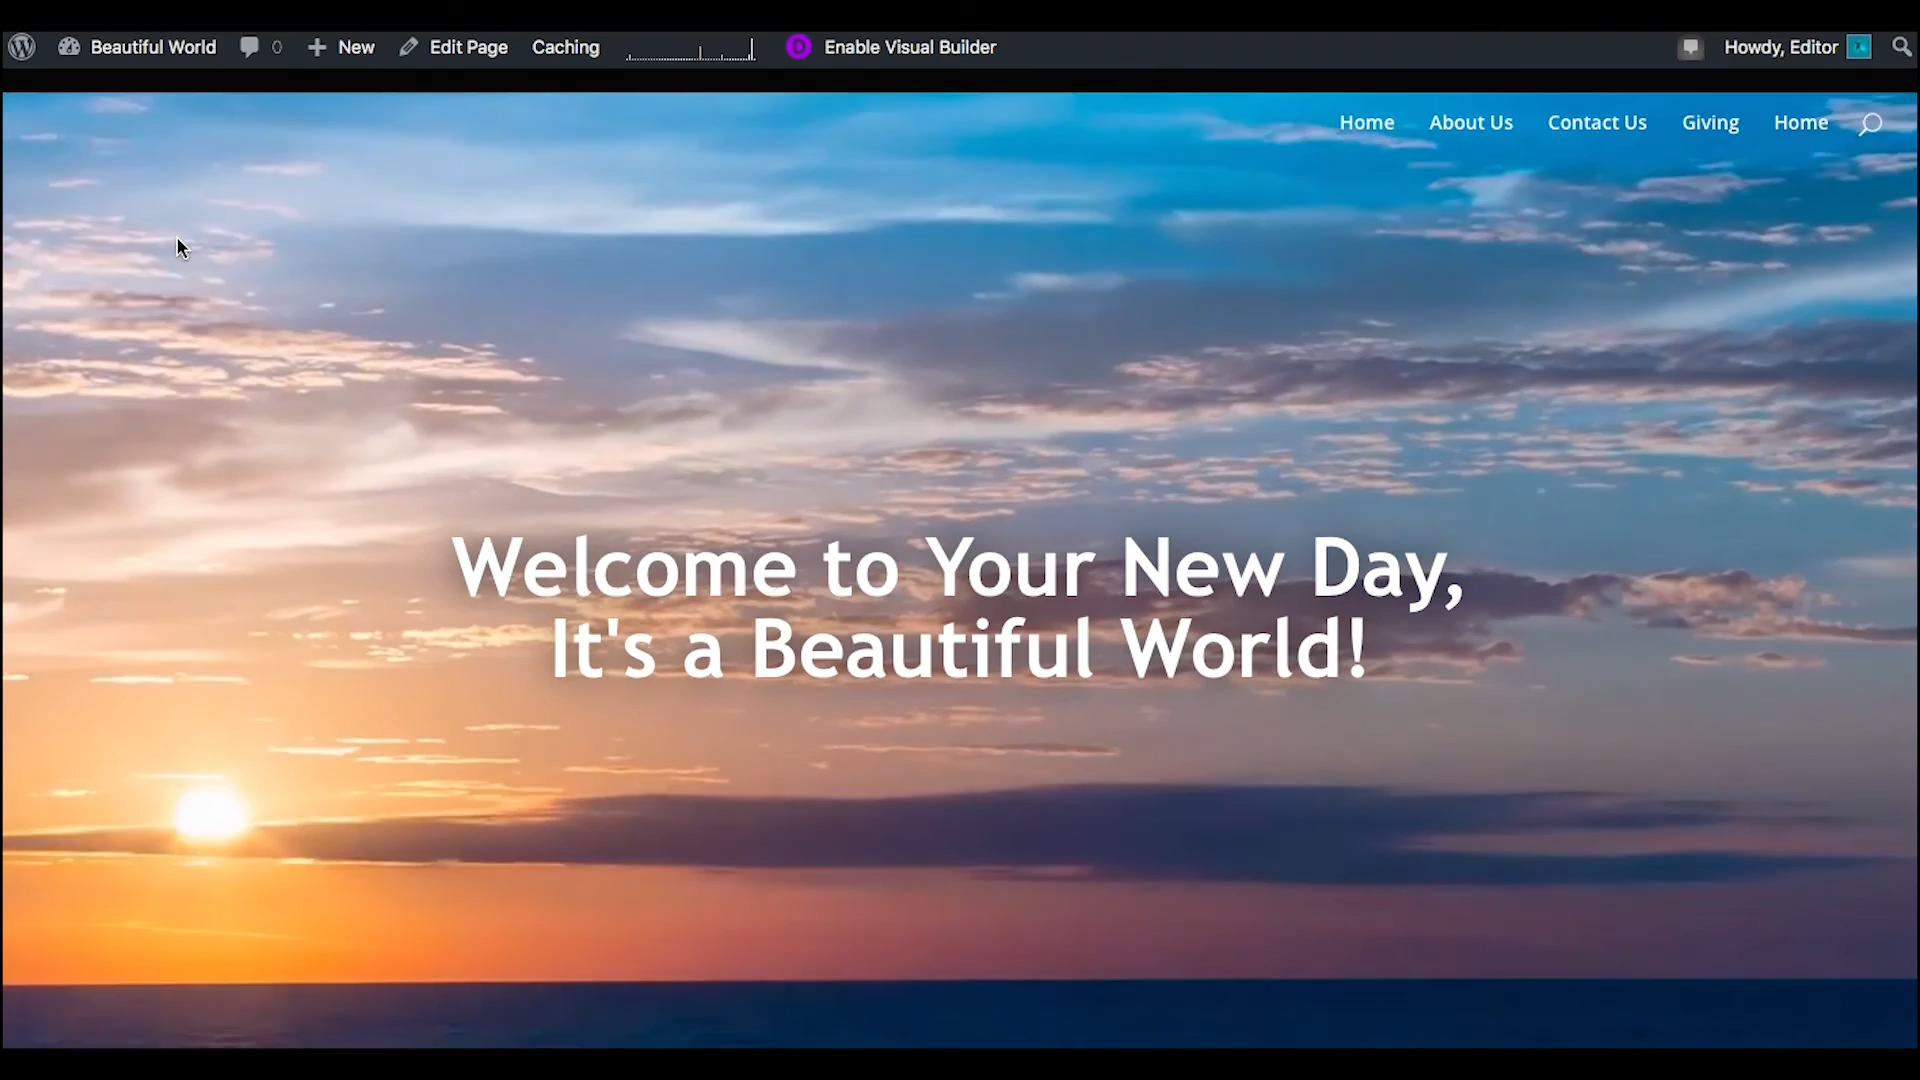 Beautiful World 0 New Edit Page Caching Enable Visual Builder Howdy, Editor
Home About Us Contact Us Giving Home
Welcome to Your New Day,
It's a Beautiful World!